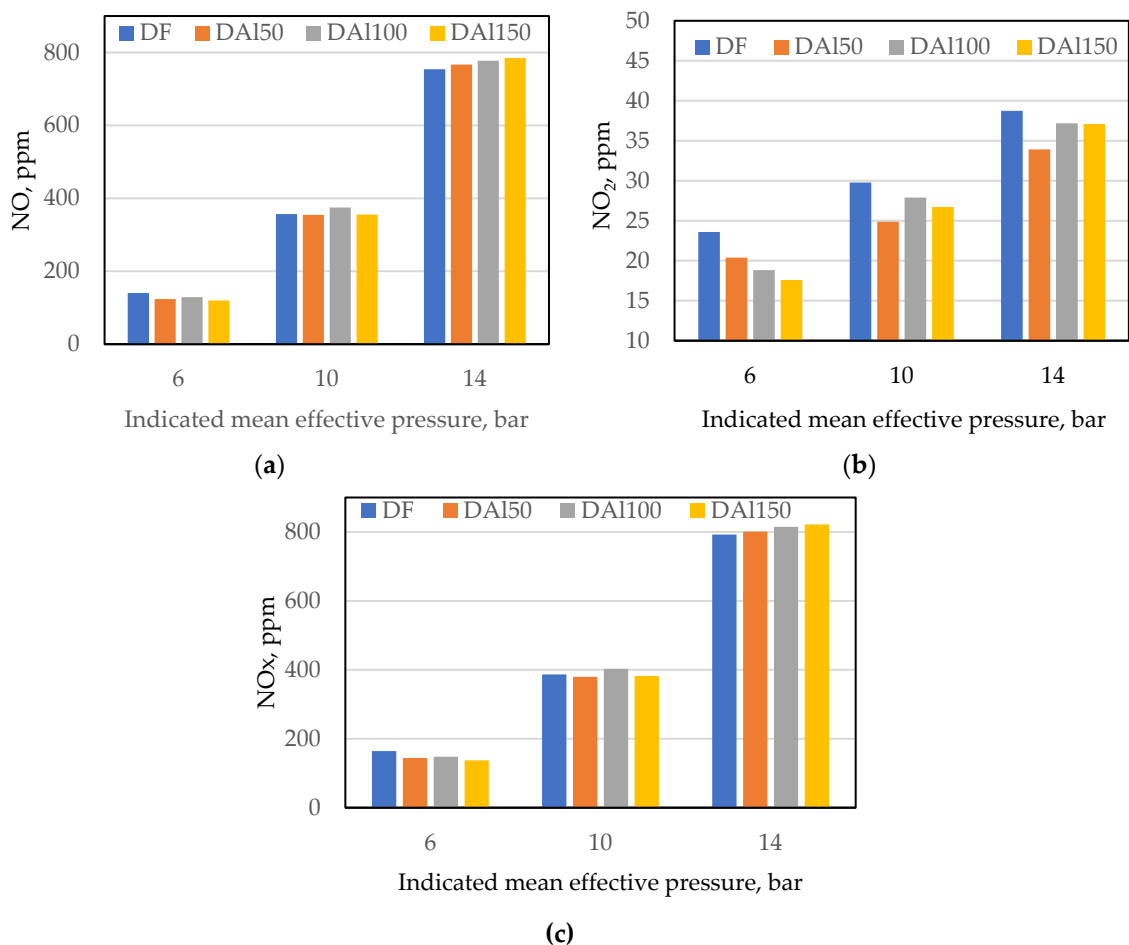 DF DAl50 DAl100 DAl150
800
600
400
200
0
NO, ppm
6 10 14
Indicated mean effective pressure, bar
(a)
50
45
40
35
30
25
20
15
10
DF DAl50 DAl100 DAl150
NO₂, ppm
6 10 14
Indicated mean effective pressure, bar
(b)
DF DAl50 DAl100 DAl150
800
600
400
200
0
NOx, ppm
6 10 14
Indicated mean effective pressure, bar
(c)